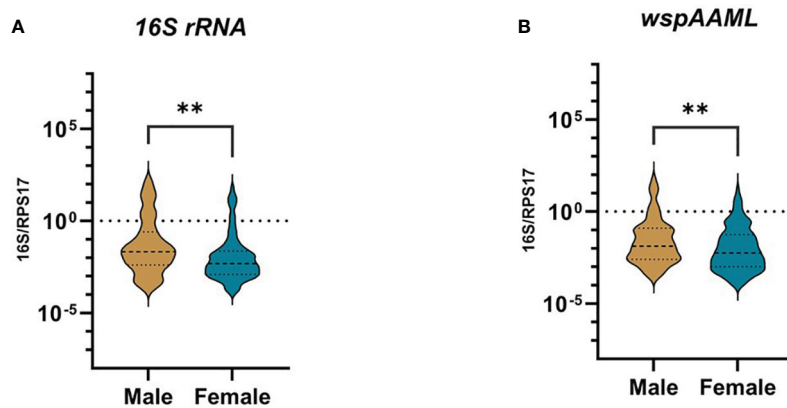 A
16S rRNA
**
16S/RPS17
10^5
10^0
10^-5
Male Female
B
wspAAML
**
16S/RPS17
10^5
10^0
10^-5
Male Female